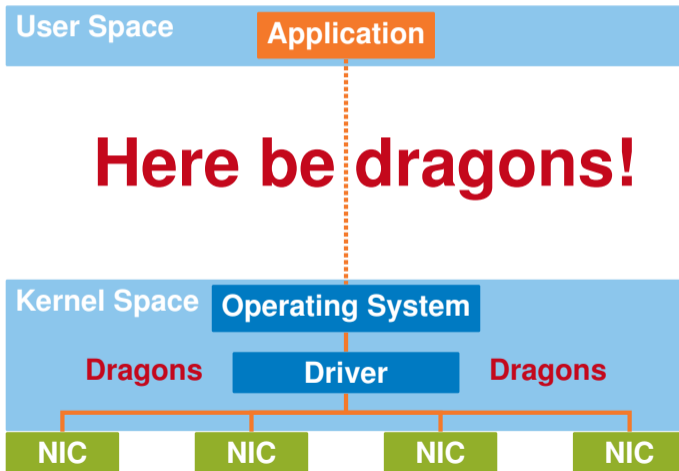 User Space
Application
Here be dragons!
Kernel Space
Operating System
Dragons
Driver
Dragons
NIC
NIC
NIC
NIC